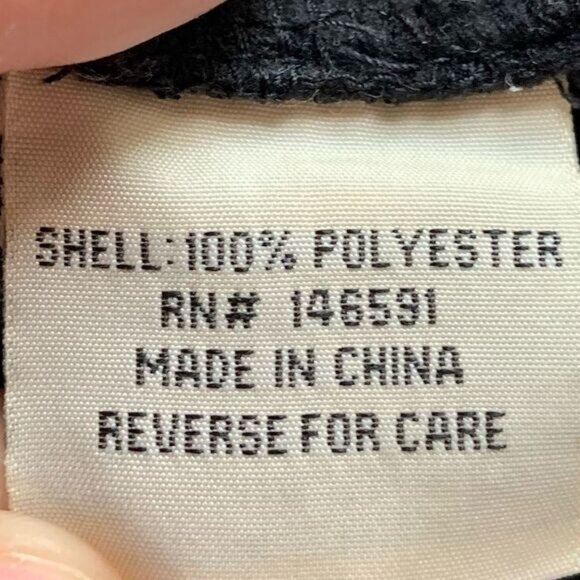 SHELL: 100% POLYESTER
RN# 146591
MADE IN CHINA
REVERSE FOR CARE